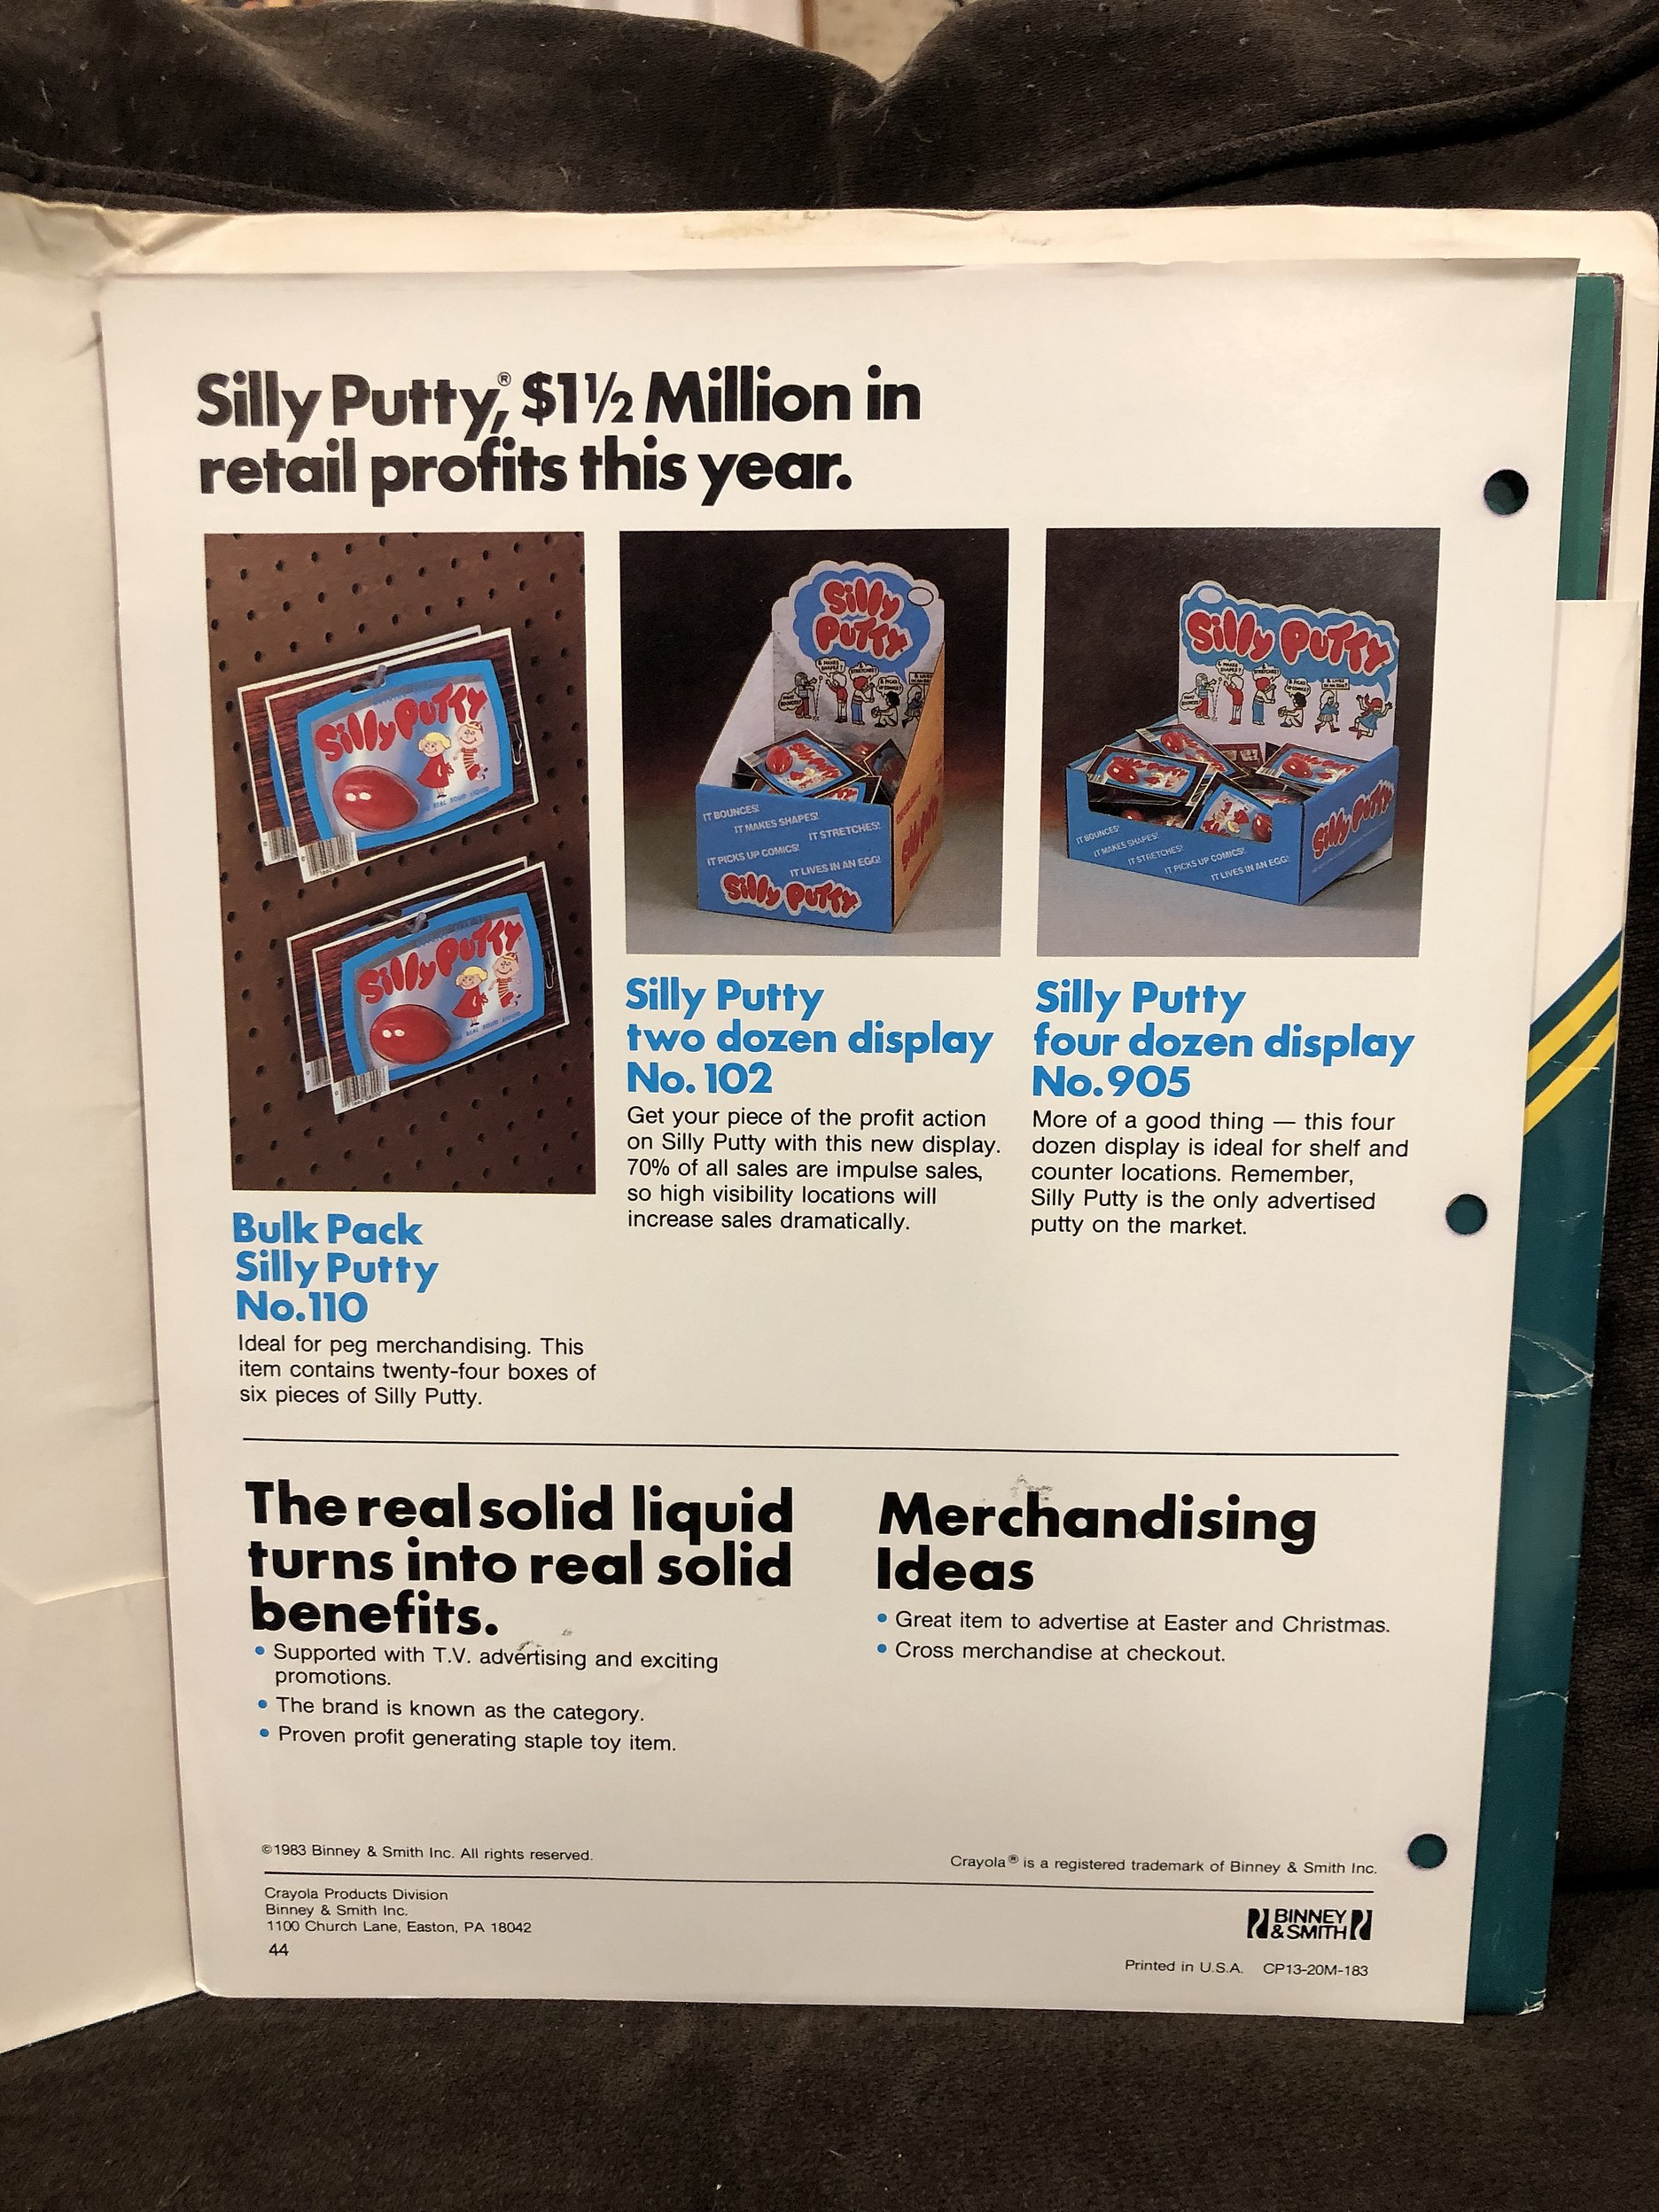 Silly Putty,® $1½ Million in
retail profits this year.
Silly Putty
REAL SOLID LIQUID
Silly Putty
REAL SOLID LIQUID
Bulk Pack
Silly Putty
No.110
Ideal for peg merchandising. This
item contains twenty-four boxes of
six pieces of Silly Putty.
Silly
Putty
IT BOUNCES!
IT MAKES SHAPES!
IT STRETCHES!
IT PICKS UP COMICS!
IT LIVES IN AN EGG!
Silly Putty
Silly Putty
two dozen display
No. 102
Get your piece of the profit action
on Silly Putty with this new display.
70% of all sales are impulse sales,
so high visibility locations will
increase sales dramatically.
Silly Putty
IT BOUNCES!
IT MAKES SHAPES!
IT STRETCHES!
IT PICKS UP COMICS!
IT LIVES IN AN EGG!
Silly Putty
Silly Putty
four dozen display
No.905
More of a good thing — this four
dozen display is ideal for shelf and
counter locations. Remember,
Silly Putty is the only advertised
putty on the market.
The real solid liquid
turns into real solid
benefits.
• Supported with T.V. advertising and exciting
promotions.
• The brand is known as the category.
• Proven profit generating staple toy item.
Merchandising
Ideas
• Great item to advertise at Easter and Christmas.
• Cross merchandise at checkout.
©1983 Binney & Smith Inc. All rights reserved.
Crayola® is a registered trademark of Binney & Smith Inc.
Crayola Products Division
Binney & Smith Inc.
1100 Church Lane, Easton, PA 18042
44
BINNEY
& SMITH
Printed in U.S.A. CP13-20M-183